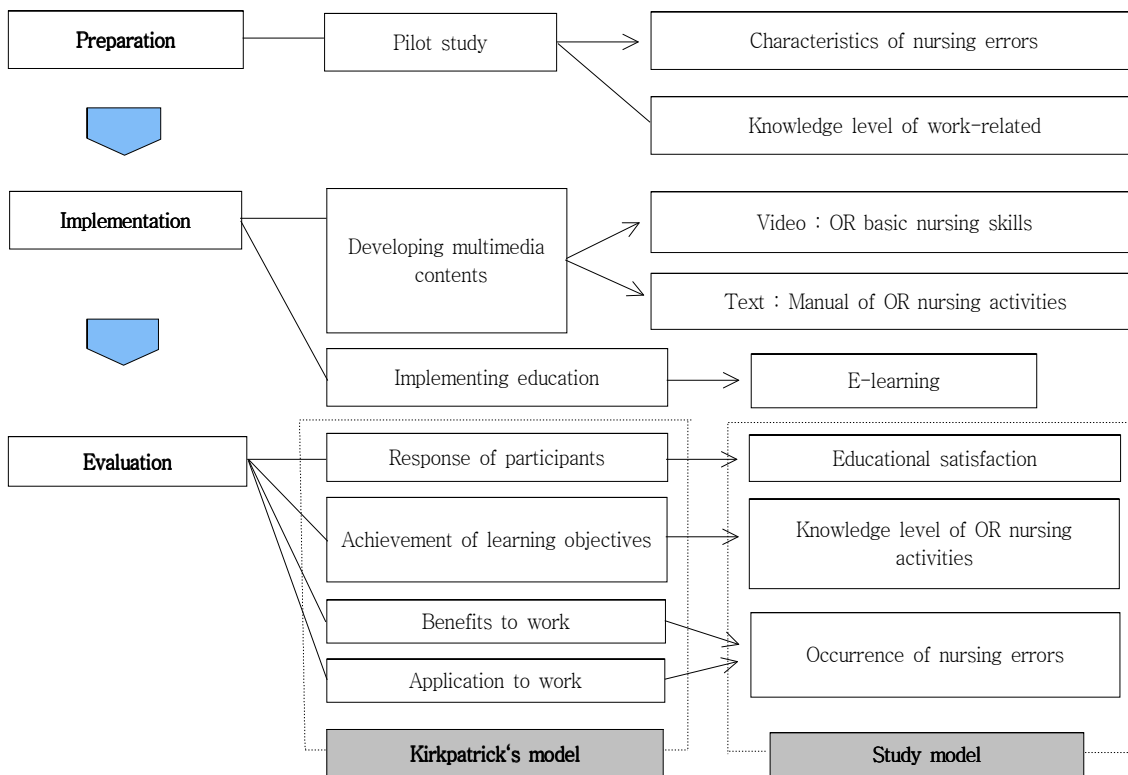 Preparation
Pilot study
Characteristics of nursing errors
Knowledge level of work-related
Implementation
Developing multimedia
contents
Video : OR basic nursing skills
Text : Manual of OR nursing activities
Implementing education
E-learning
Evaluation
Response of participants
Educational satisfaction
Achievement of learning objectives
Knowledge level of OR nursing
activities
Benefits to work
Occurrence of nursing errors
Application to work
Kirkpatrick‘s model
Study model